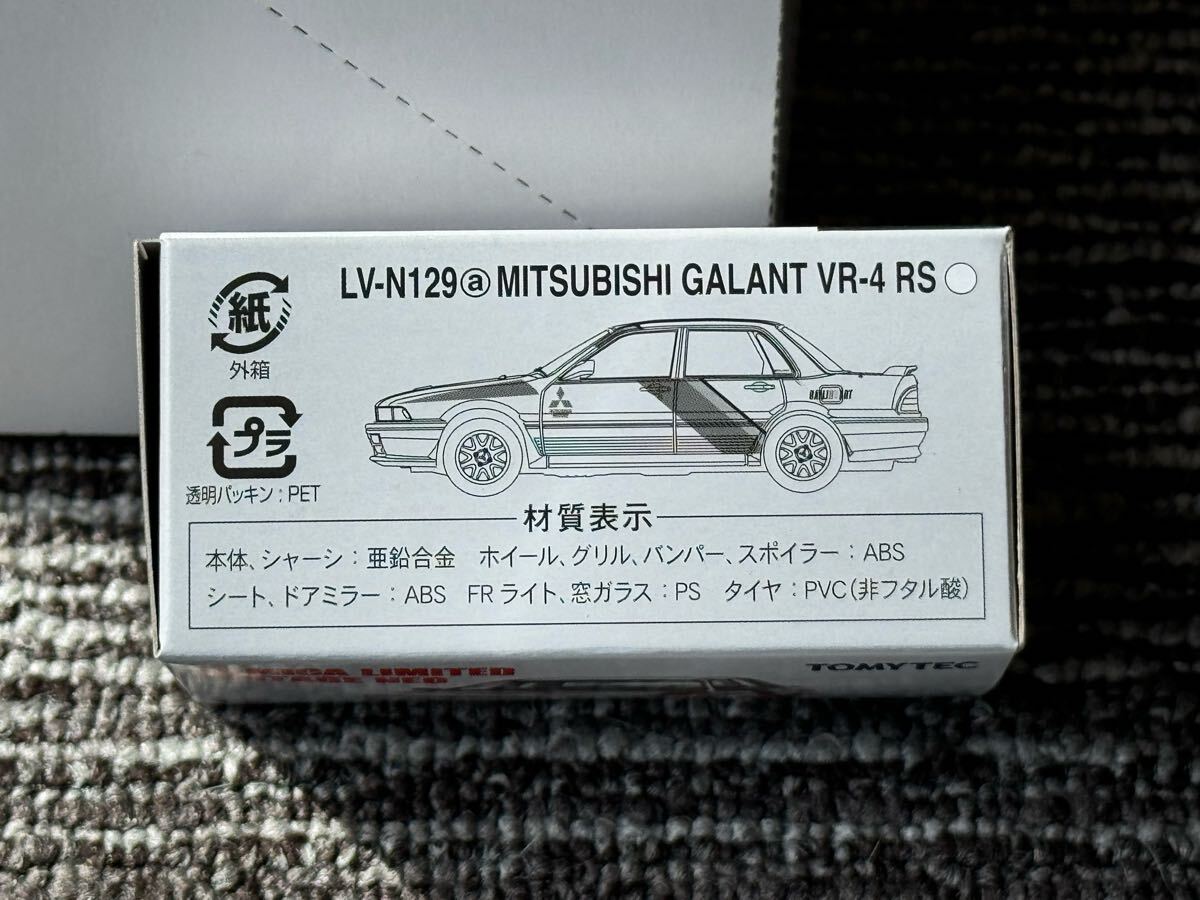 LV-N129ⓐ MITSUBISHI GALANT VR-4 RS
紙
外箱
プラ
透明パッキン：PET
材質表示
本体、シャーシ：亜鉛合金　ホイール、グリル、バンパー、スポイラー：ABS
シート、ドアミラー：ABS　FRライト、窓ガラス：PS　タイヤ：PVC（非フタル酸）
LIMITED
NEO
TOMYTEC